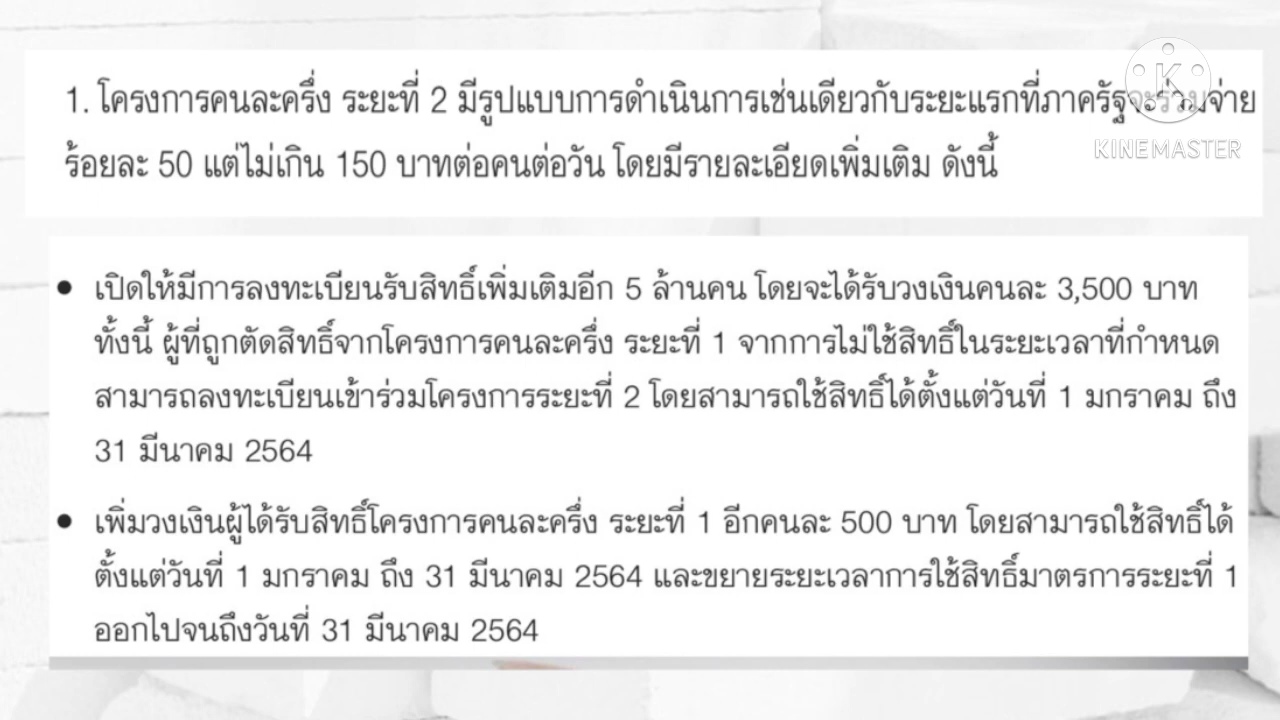 1. โครงการคนละครึ่ง ระยะที่ 2 มีรูปแบบการดำเนินการเช่นเดียวกับระยะแรกที่ภาครัฐจะร่วมจ่าย
KINEMASTER
ร้อยละ 50 แต่ไม่เกิน 150 บาทต่อคนต่อวัน โดยมีรายละเอียดเพิ่มเติม ดังนี้
• เปิดให้มีการลงทะเบียนรับสิทธิ์เพิ่มเติมอีก 5 ล้านคน โดยจะได้รับวงเงินคนละ 3,500 บาท
ทั้งนี้ ผู้ที่ถูกตัดสิทธิ์จากโครงการคนละครึ่ง ระยะที่ 1 จากการไม่ใช้สิทธิ์ในระยะเวลาที่กำหนด
สามารถลงทะเบียนเข้าร่วมโครงการระยะที่ 2 โดยสามารถใช้สิทธิ์ได้ตั้งแต่วันที่ 1 มกราคม ถึง
31 มีนาคม 2564
• เพิ่มวงเงินผู้ได้รับสิทธิ์โครงการคนละครึ่ง ระยะที่ 1 อีกคนละ 500 บาท โดยสามารถใช้สิทธิ์ได้
ตั้งแต่วันที่ 1 มกราคม ถึง 31 มีนาคม 2564 และขยายระยะเวลาการใช้สิทธิ์มาตรการระยะที่ 1
ออกไปจนถึงวันที่ 31 มีนาคม 2564